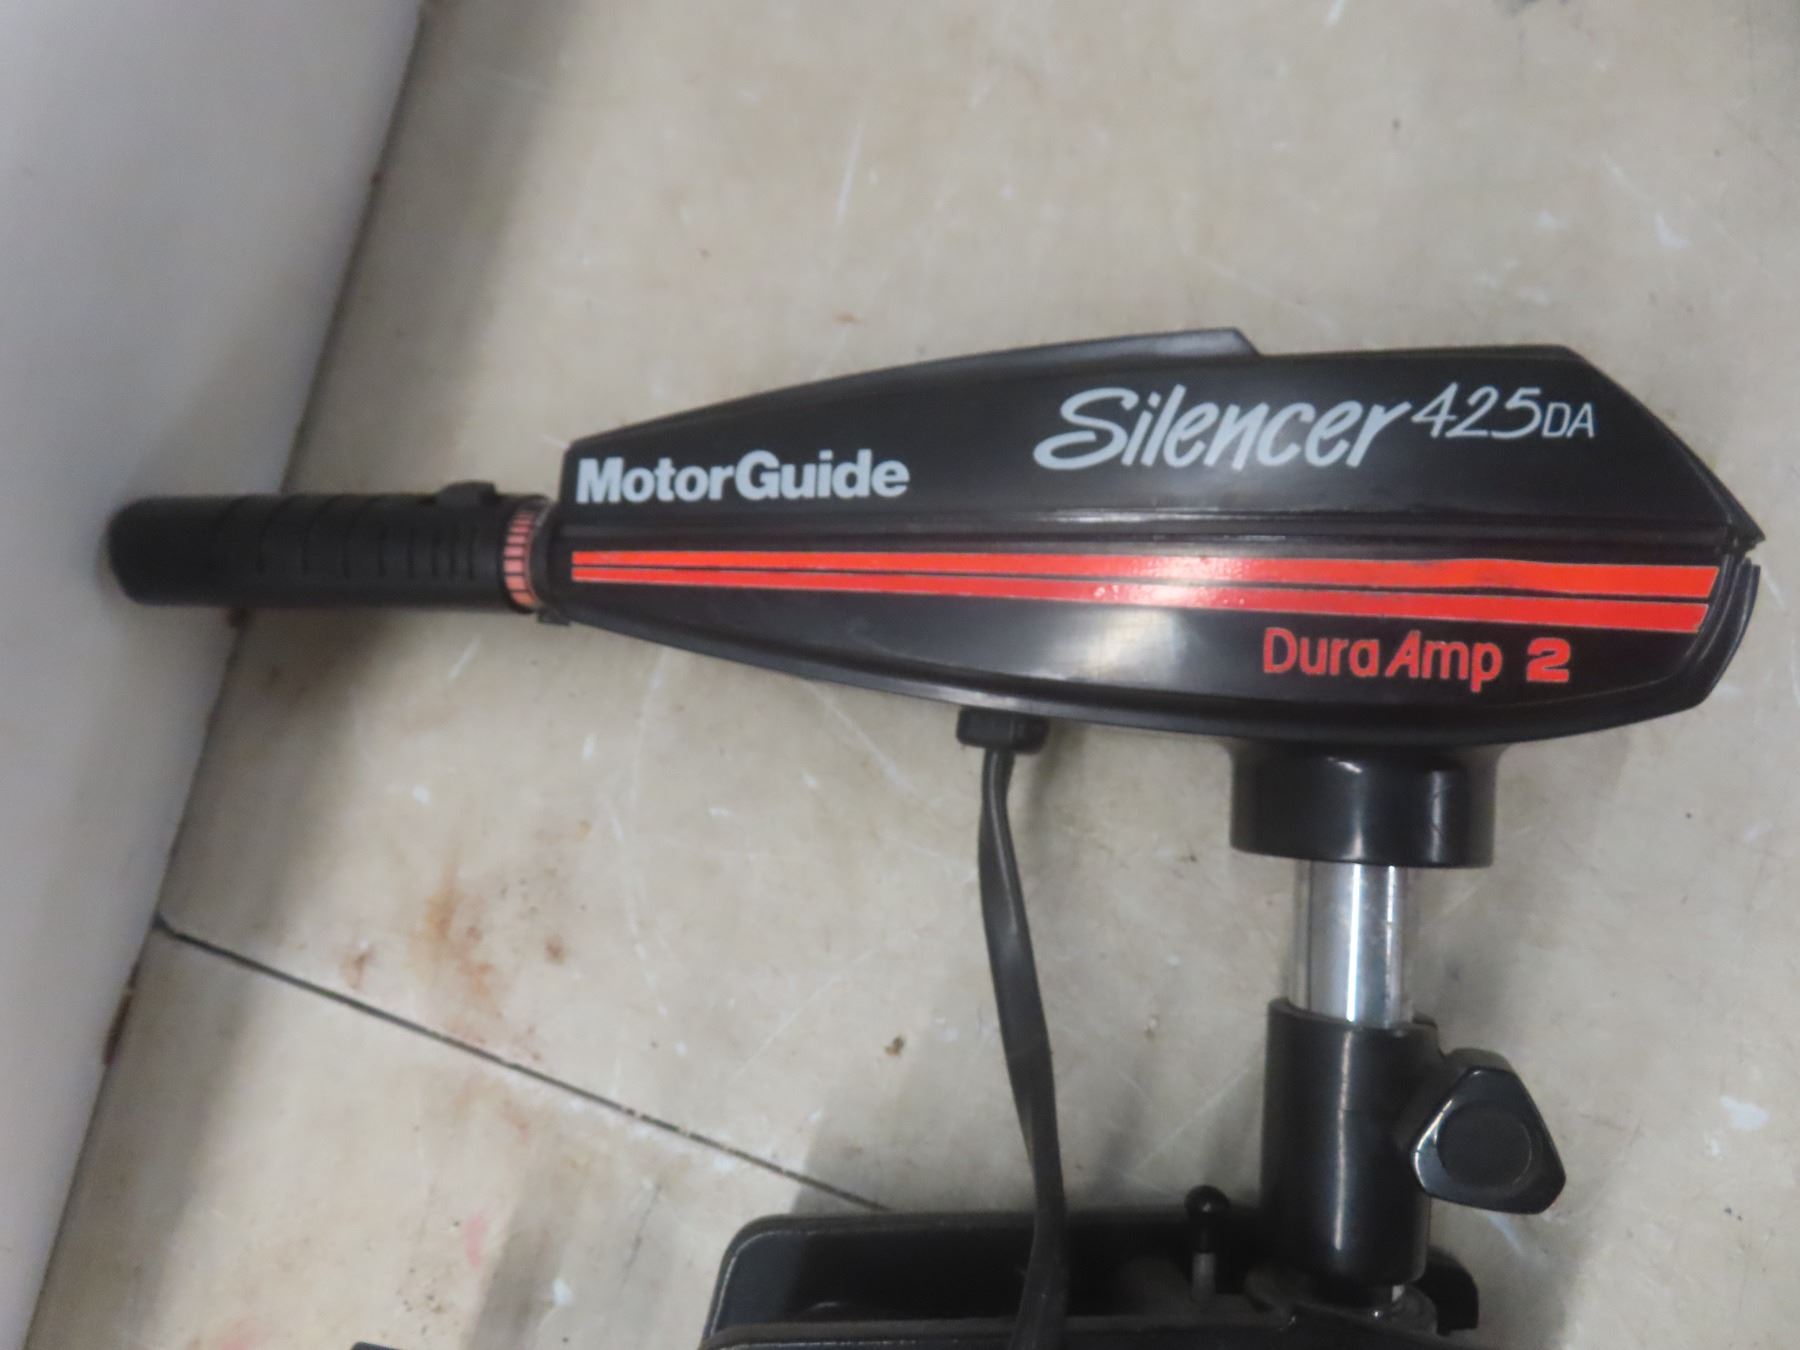 MotorGuide
Silencer 425DA
Dura Amp 2